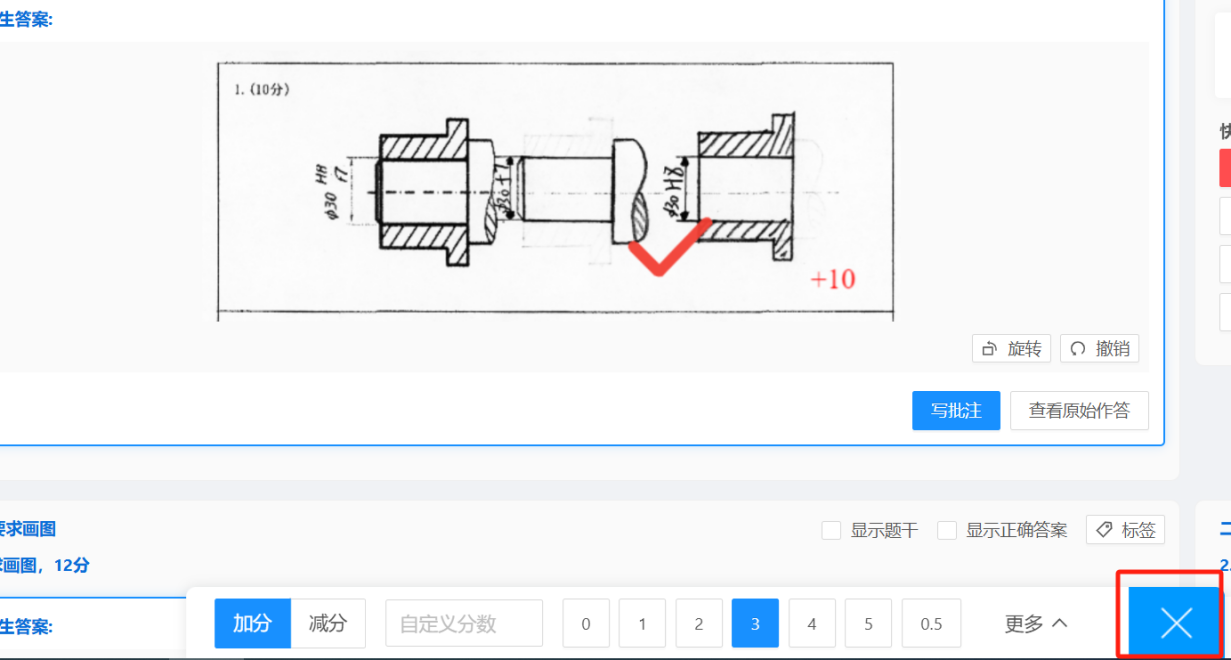 生答案:
1. (10分)
φ30 H8 f7
φ30 f7
φ30 H8
+10
旋转 撤销
写批注 查看原始作答
要求画图
显示题干 显示正确答案 标签
画图，12分
2.
生答案:
加分 减分 自定义分数 0 1 2 3 4 5 0.5 更多